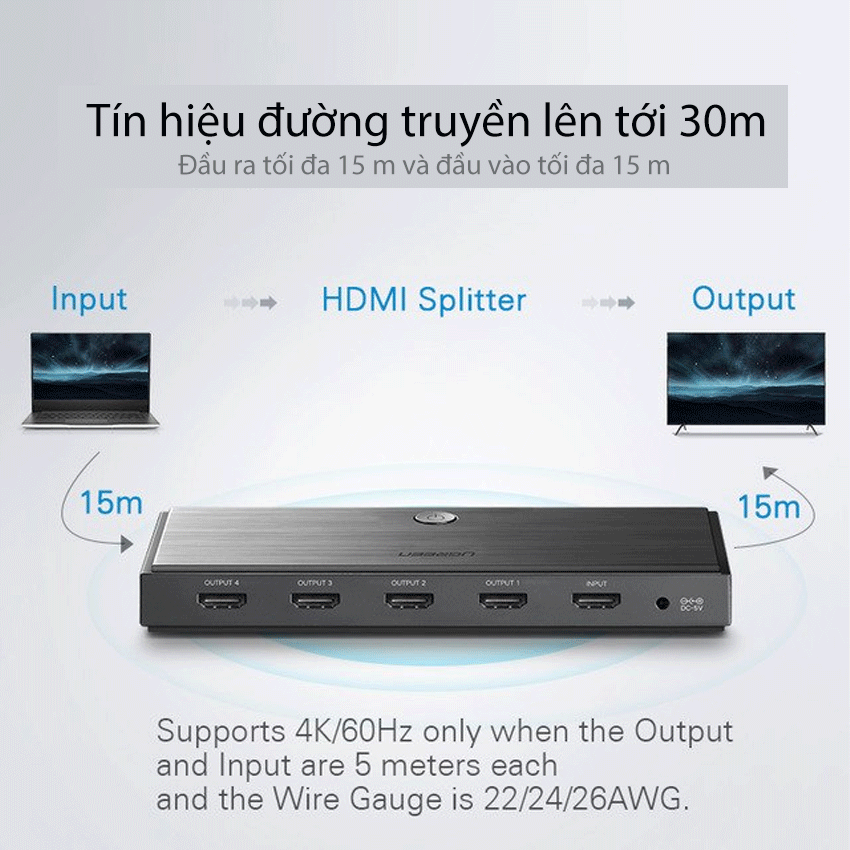 Tín hiệu đường truyền lên tới 30m
Đầu ra tối đa 15 m và đầu vào tối đa 15 m
Input
HDMI Splitter
Output
15m
15m
UGREEN
OUTPUT 4
OUTPUT 3
OUTPUT 2
OUTPUT 1
INPUT
DC-5V
Supports 4K/60Hz only when the Output
and Input are 5 meters each
and the Wire Gauge is 22/24/26AWG.